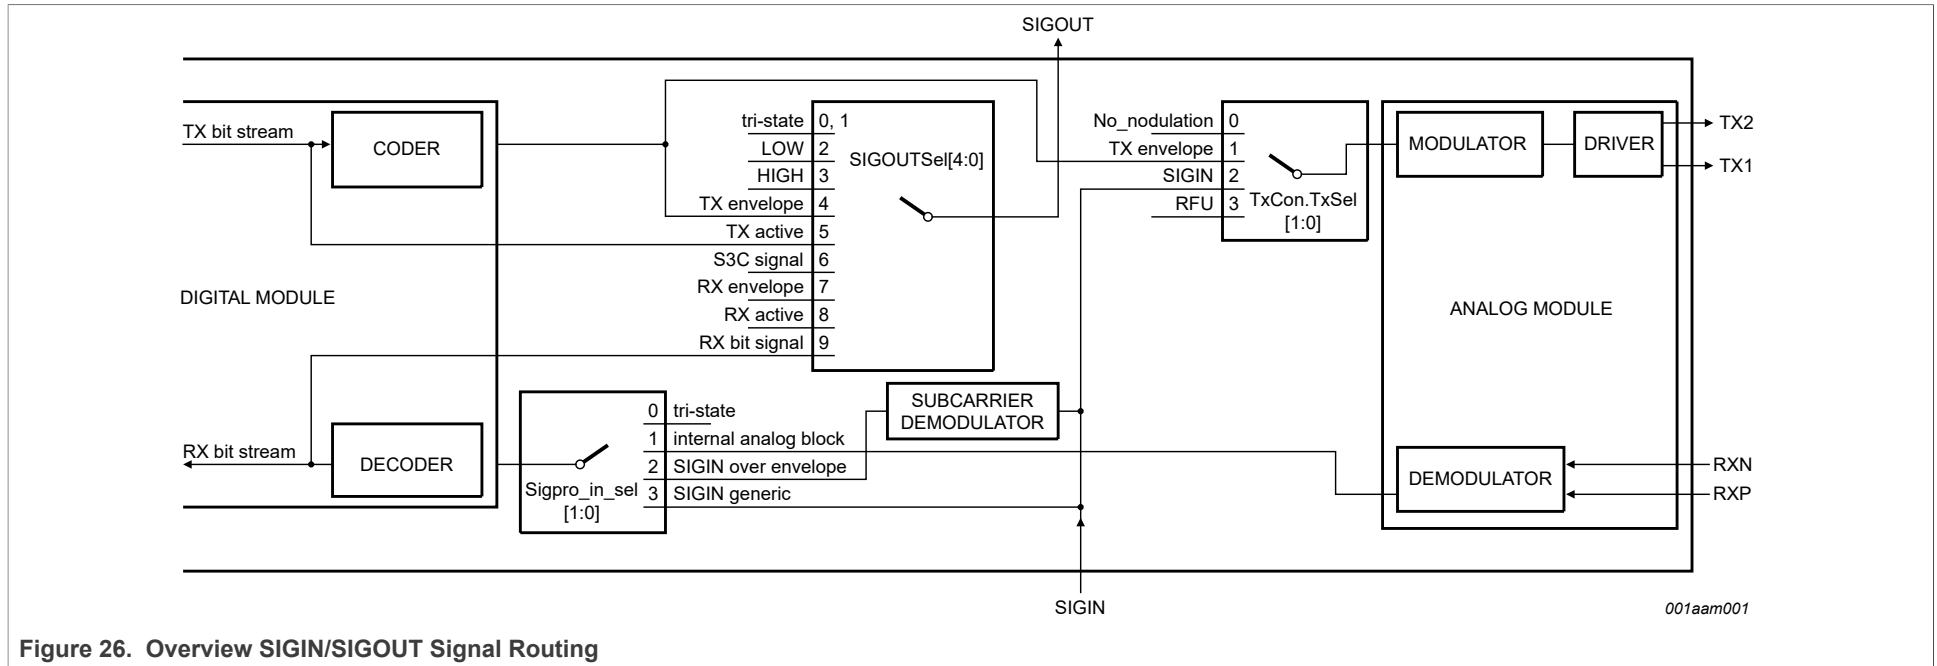 SIGOUT
TX bit stream
CODER
tri-state 0, 1
LOW 2
HIGH 3
TX envelope 4
TX active 5
S3C signal 6
RX envelope 7
RX active 8
RX bit signal 9
SIGOUTSel[4:0]
No_nodulation 0
TX envelope 1
SIGIN 2
RFU 3
TxCon.TxSel
[1:0]
MODULATOR
DRIVER
TX2
TX1
DIGITAL MODULE
ANALOG MODULE
RX bit stream
DECODER
Sigpro_in_sel
[1:0]
0 tri-state
1 internal analog block
2 SIGIN over envelope
3 SIGIN generic
SUBCARRIER
DEMODULATOR
DEMODULATOR
RXN
RXP
SIGIN
001aam001
Figure 26. Overview SIGIN/SIGOUT Signal Routing